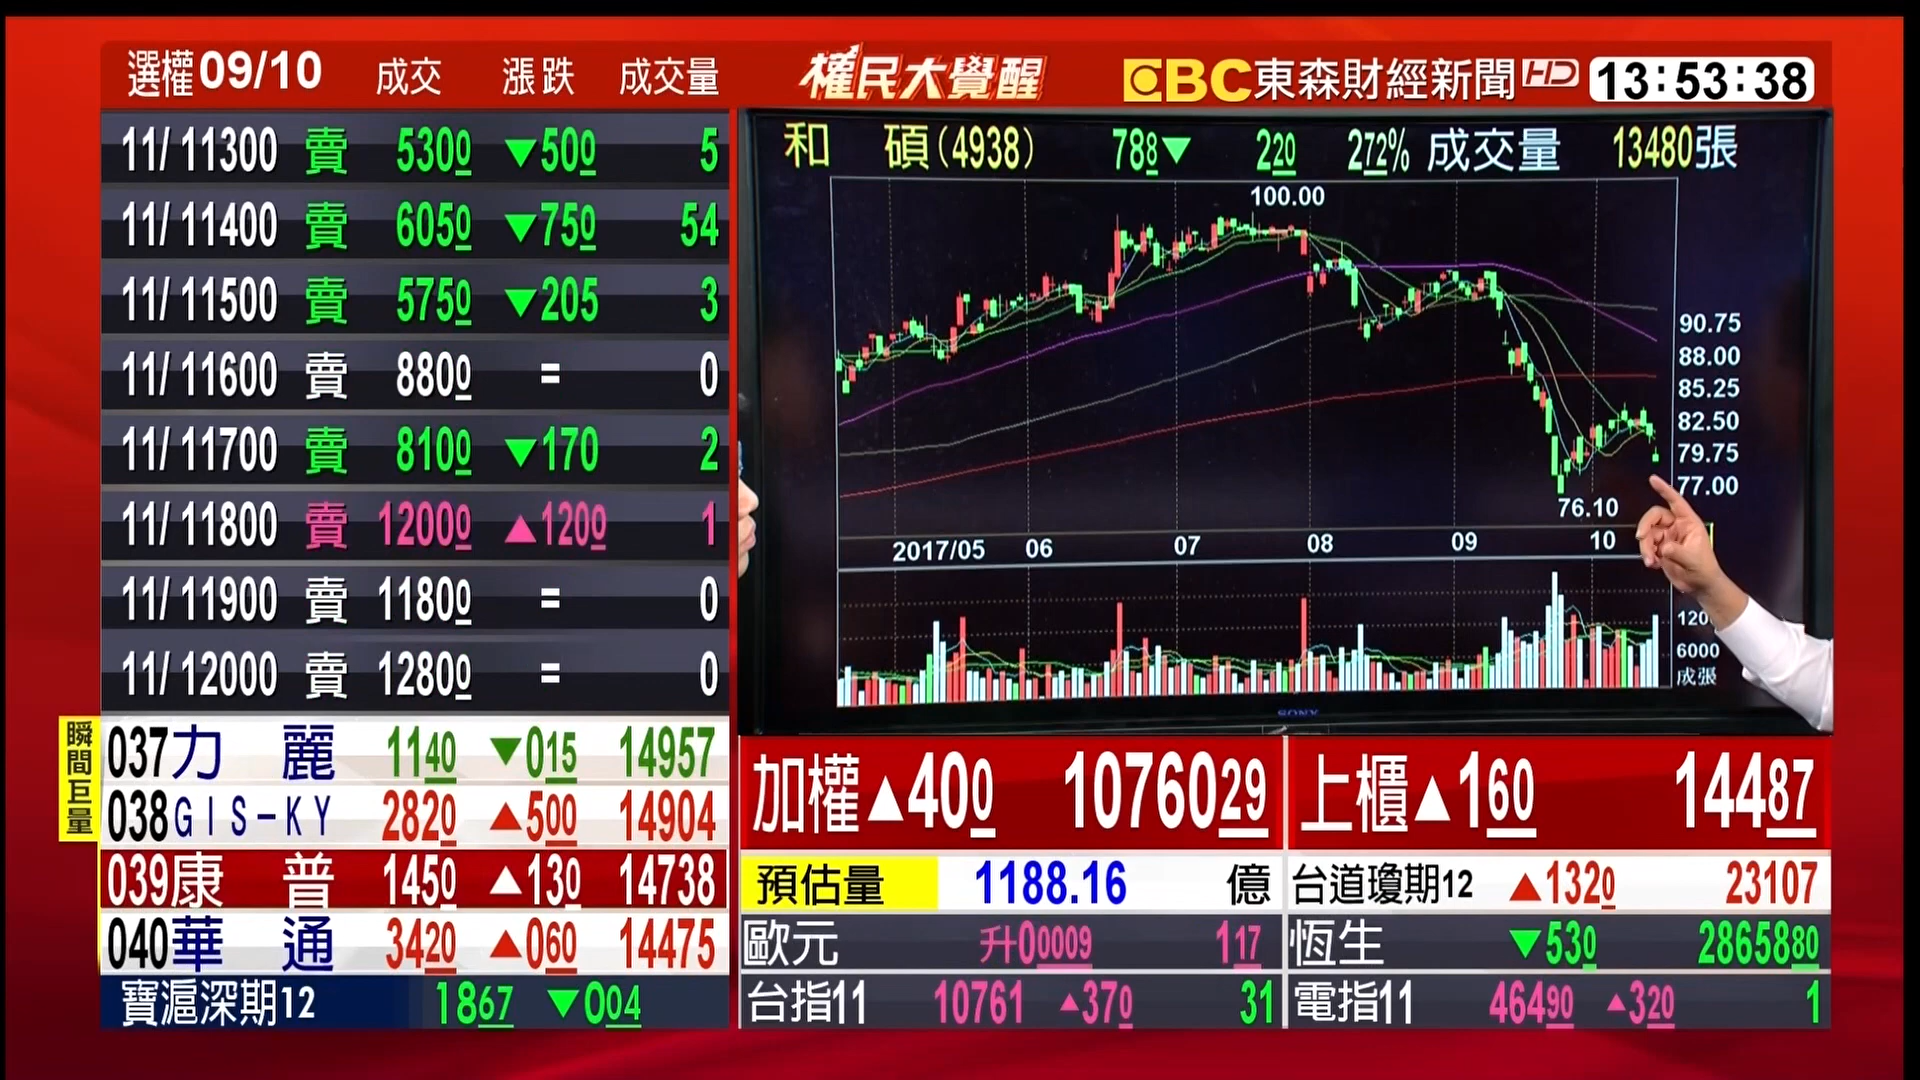 選權09/10 成交 漲跌 成交量
權民大覺醒
EBC東森財經新聞HD 13:53:38
11/ 11300 賣 5300 ▼500 5
11/ 11400 賣 6050 ▼750 54
11/ 11500 賣 5750 ▼205 3
11/ 11600 賣 8800 = 0
11/ 11700 賣 8100 ▼170 2
11/ 11800 賣 12000 ▲1200 1
11/ 11900 賣 11800 = 0
11/ 12000 賣 12800 = 0
瞬間巨量
037力 麗 1140 ▼015 14957
038GIS-KY 2820 ▲500 14904
039康 普 1450 ▲130 14738
040華 通 3420 ▲060 14475
寶滬深期12 1867 ▼004
和 碩(4938) 788▼ 220 272% 成交量 13480張
100.00
90.75
88.00
85.25
82.50
79.75
77.00
76.10
2017/05 06 07 08 09 10
6000
成張
SONY
加權▲400 1076029
上櫃▲160 14487
預估量 1188.16 億
台道瓊期12 ▲1320 23107
歐元 升00009 117
恆生 ▼530 2865880
台指11 10761 ▲370 31
電指11 46490 ▲320 1